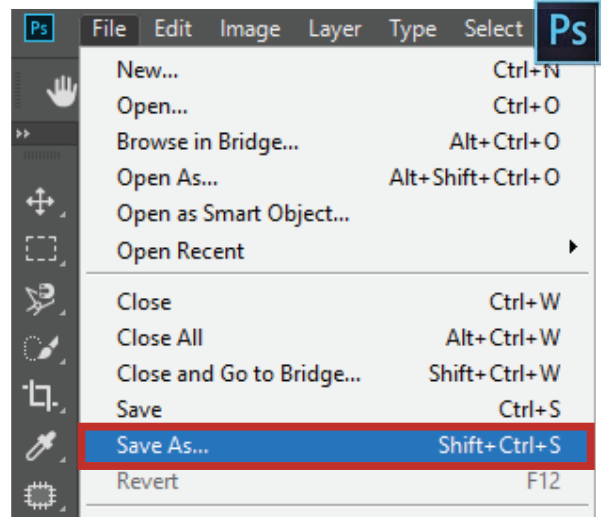 Ps File Edit Image Layer Type Select Ps
New... Ctrl+N
Open... Ctrl+O
Browse in Bridge... Alt+Ctrl+O
Open As... Alt+Shift+Ctrl+O
Open as Smart Object...
Open Recent
Close Ctrl+W
Close All Alt+Ctrl+W
Close and Go to Bridge... Shift+Ctrl+W
Save Ctrl+S
Save As... Shift+Ctrl+S
Revert F12